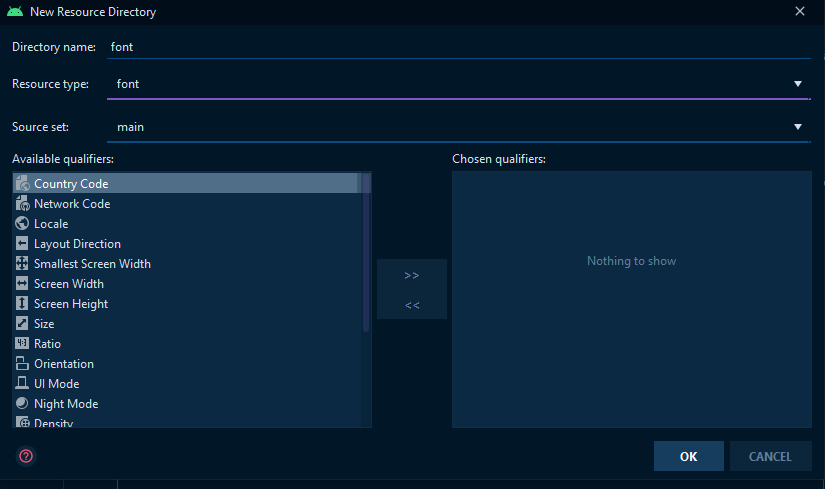 New Resource Directory
Directory name: font
Resource type: font
Source set: main
Available qualifiers:
Chosen qualifiers:
Country Code
Network Code
Locale
Layout Direction
Smallest Screen Width
Screen Width
Screen Height
Size
Ratio
Orientation
UI Mode
Night Mode
Density
>>
<<
Nothing to show
?
OK
CANCEL